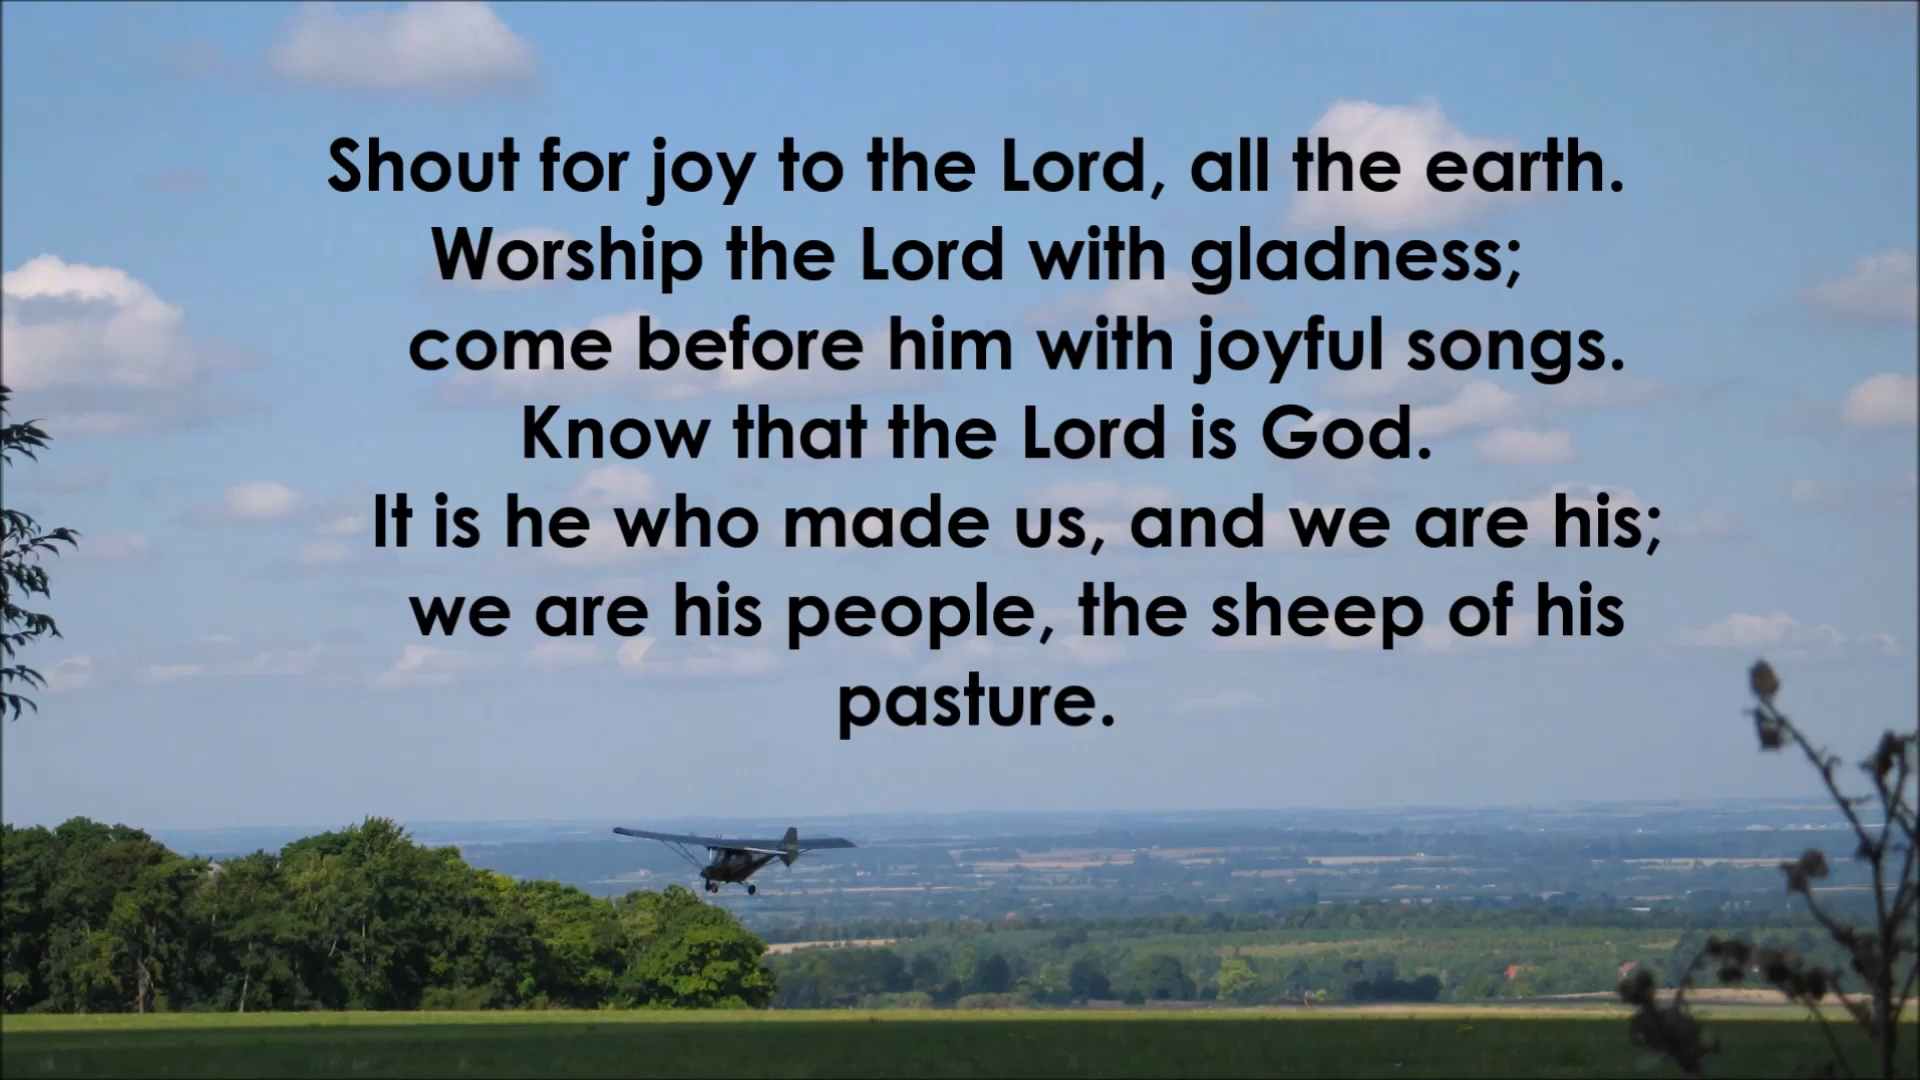 Shout for joy to the Lord, all the earth.
Worship the Lord with gladness;
come before him with joyful songs.
Know that the Lord is God.
It is he who made us, and we are his;
we are his people, the sheep of his
pasture.